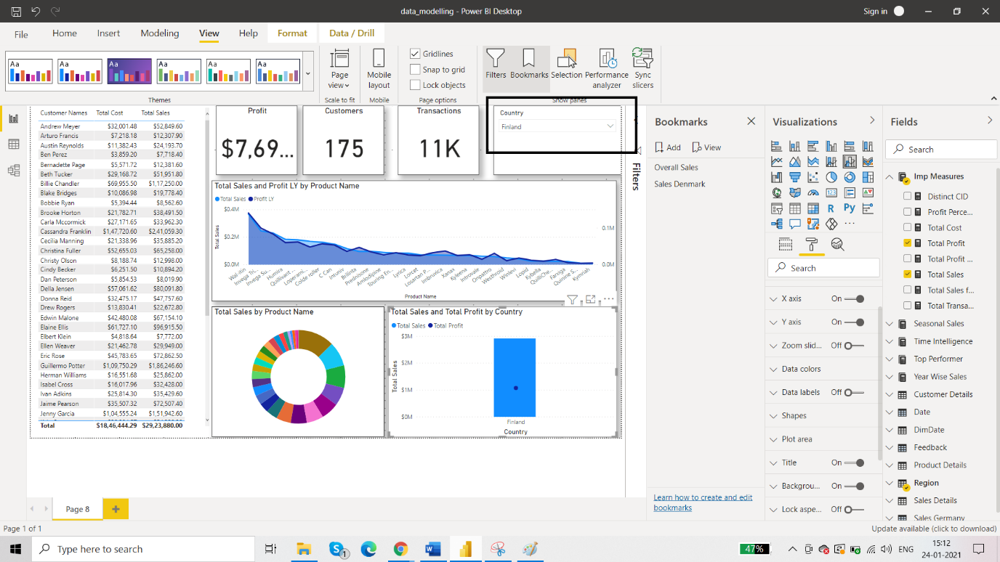 data_modelling - Power BI Desktop
Sign in
File
Home
Insert
Modeling
View
Help
Format
Data / Drill
Aa
Aa
Aa
Aa
Aa
Aa
Themes
Page view
Scale to fit
Mobile layout
Mobile
Gridlines
Snap to grid
Lock objects
Page options
Filters
Bookmarks
Selection
Performance analyzer
Sync slicers
Show panes
Customer Names Total Cost Total Sales
Andrew Meyer $32,001.48 $52,849.60
Arturo Francis $7,218.18 $12,307.90
Austin Reynolds $11,382.43 $24,193.70
Ben Perez $3,859.20 $7,718.40
Bernadette Page $5,571.72 $12,381.60
Beth Tucker $29,168.72 $51,951.80
Billie Chandler $69,955.50 $1,17,250.00
Blake Bridges $10,086.98 $19,778.40
Bobbie Ryan $5,394.44 $8,562.60
Brooke Horton $21,782.71 $38,491.50
Carla Mccormick $27,171.65 $33,962.30
Cassandra Franklin $1,47,720.60 $2,41,059.30
Cecilia Manning $21,338.96 $35,885.20
Christina Fuller $52,655.03 $65,258.00
Christy Olson $8,188.74 $12,998.00
Cindy Becker $6,251.50 $10,894.20
Dan Peterson $5,854.53 $8,019.90
Della Jensen $57,061.62 $80,091.80
Donna Reid $32,475.17 $47,757.60
Drew Rogers $13,830.41 $22,672.80
Edwin Malone $42,480.08 $67,154.10
Elaine Ellis $61,727.10 $96,915.50
Elbert Klein $4,818.64 $7,772.00
Ellen Weaver $21,462.78 $29,949.00
Eric Rose $45,783.65 $72,862.50
Guillermo Potter $1,09,750.29 $1,86,246.60
Herman Williams $16,551.68 $25,862.00
Isabel Cross $16,017.96 $32,428.00
Ivan Adkins $25,814.30 $35,429.60
Jaime Pearson $35,507.32 $72,507.40
Jenny Garcia $1,04,555.24 $1,51,942.60
Total $18,46,444.29 $29,23,880.00
Profit
$7,69...
Customers
175
Transactions
11K
Country
Finland
Total Sales and Profit LY by Product Name
Total Sales Profit LY
$0.4M
$0.2M
$0.0M
Total Sales
0.1M
0.0M
Humira
Colde roller
C Can
Intruniv
Brilinta
Prednisone
Amlodipine
Touring En...
Lyrica
Lorcet
Losartan P...
Imbruvica
Xanax
Kyleena
Introvale
Onpattro
Westhroid
Winlevi
Lopid
Kybella
QuilliChe...
Farxiga
Quinine S...
Kymriah
Product Name
Total Sales by Product Name
Total Sales and Total Profit by Country
Total Sales Total Profit
$3M
$2M
$1M
$0M
Total Sales
Finland
Country
Filters
Bookmarks
Add
View
Overall Sales
Sales Denmark
Learn how to create and edit
bookmarks
Visualizations
R
Py
123
Search
X axis On
Y axis On
Zoom slid... Off
Data colors
Data labels Off
Shapes
Plot area
Title On
Backgrou... On
Lock aspe... Off
Fields
Search
Imp Measures
Distinct CID
Profit Perce...
Total Cost
Total Profit
Total Profit ...
Total Sales
Total Sales f...
Total Transa...
Seasonal Sales
Time Intelligence
Top Performer
Year Wise Sales
Customer Details
Date
DimDate
Feedback
Product Details
Region
Sales Details
Sales Germany
Page 8
Page 1 of 1
Update available (click to download)
Type here to search
1
47%
ENG
15:12
24-01-2021